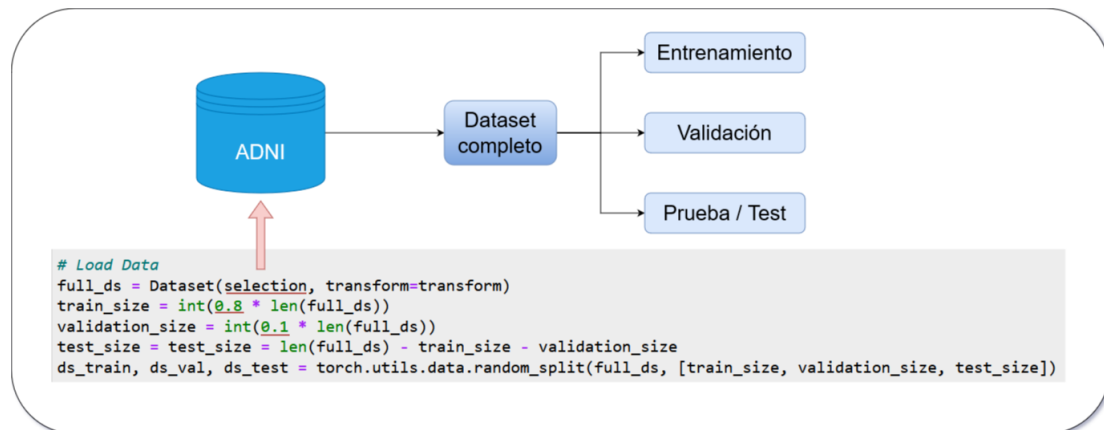 ADNI
Dataset
completo
Entrenamiento
Validación
Prueba / Test
# Load Data
full_ds = Dataset(selection, transform=transform)
train_size = int(0.8 * len(full_ds))
validation_size = int(0.1 * len(full_ds))
test_size = test_size = len(full_ds) - train_size - validation_size
ds_train, ds_val, ds_test = torch.utils.data.random_split(full_ds, [train_size, validation_size, test_size])